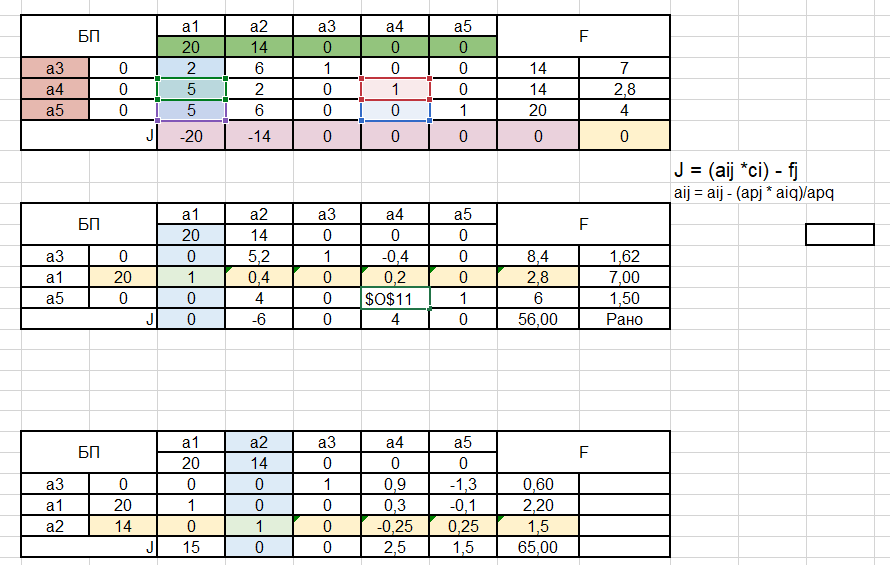 БП a1 a2 a3 a4 a5 F
20 14 0 0 0
a3 0 2 6 1 0 0 14 7
a4 0 5 2 0 1 0 14 2,8
a5 0 5 6 0 0 1 20 4
J -20 -14 0 0 0 0 0
J = (aij *ci) - fj
aij = aij - (apj * aiq)/apq
БП a1 a2 a3 a4 a5 F
20 14 0 0 0
a3 0 0 5,2 1 -0,4 0 8,4 1,62
a1 20 1 0,4 0 0,2 0 2,8 7,00
a5 0 0 4 0 $O$11 1 6 1,50
J 0 -6 0 4 0 56,00 Рано
БП a1 a2 a3 a4 a5 F
20 14 0 0 0
a3 0 0 0 1 0,9 -1,3 0,60
a1 20 1 0 0 0,3 -0,1 2,20
a2 14 0 1 0 -0,25 0,25 1,5
J 15 0 0 2,5 1,5 65,00